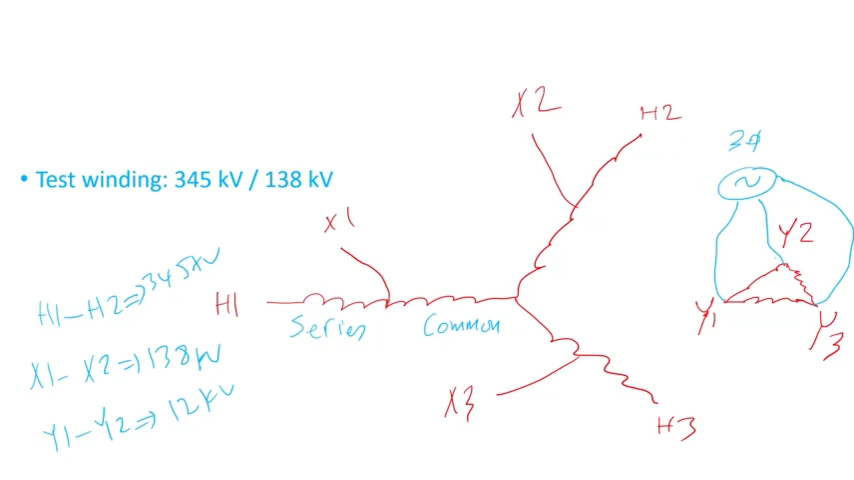 • Test winding: 345 kV / 138 kV
H1-H2⇒345kV
X1-X2⇒138kV
Y1-Y2⇒12kV
H1
X1
Series
Common
X2
H2
X3
H3
3Φ
~
Y2
Y1
Y3